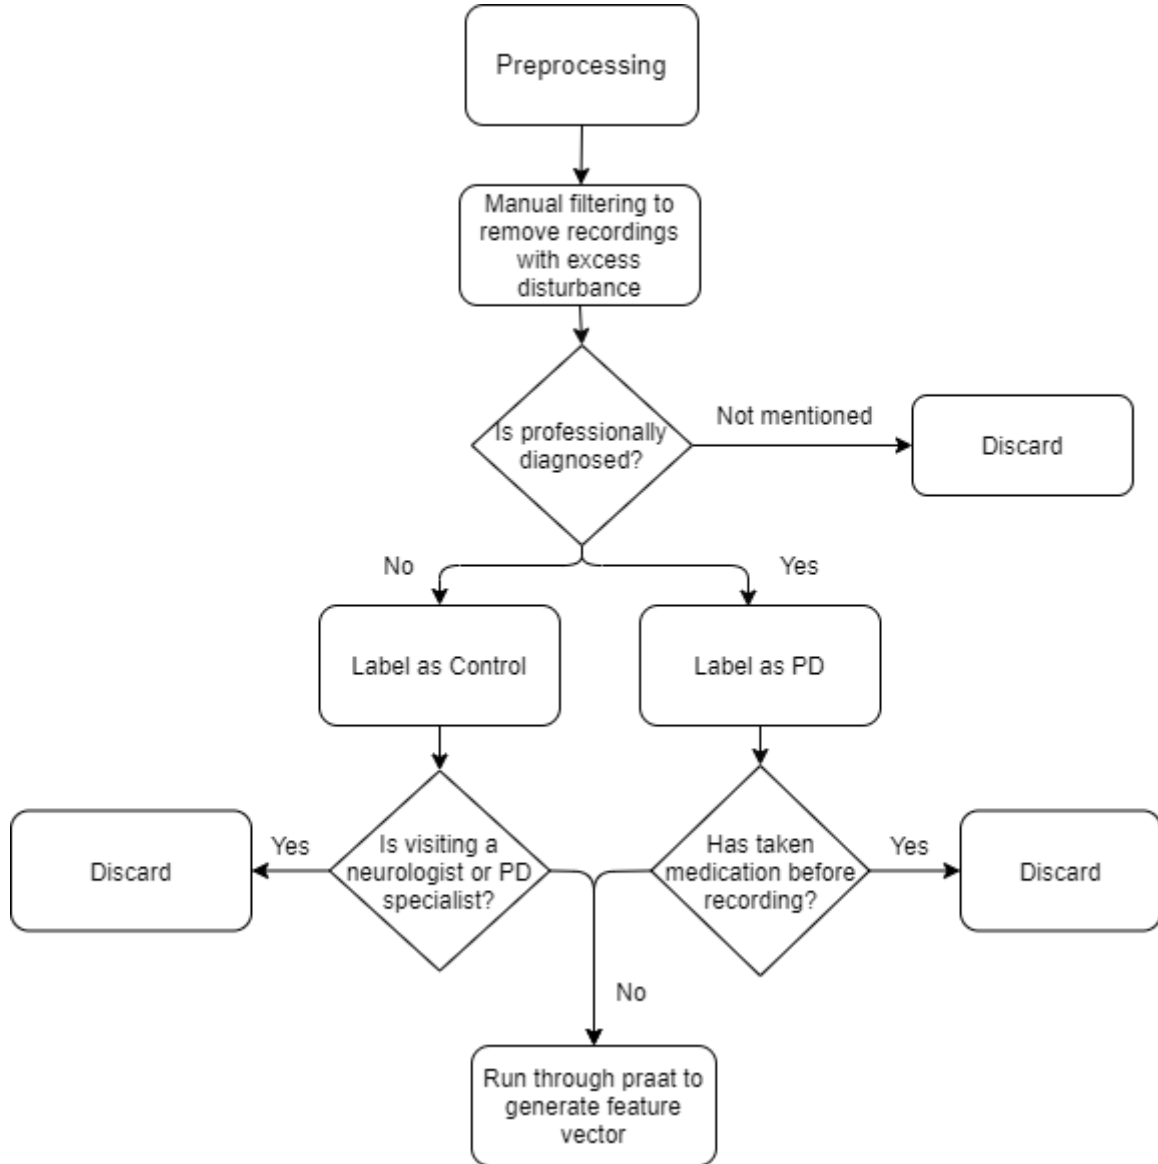 Preprocessing
Manual filtering to
remove recordings
with excess
disturbance
Is professionally
diagnosed?
Not mentioned
Discard
No
Yes
Label as Control
Label as PD
Discard
Yes
Is visiting a
neurologist or PD
specialist?
Has taken
medication before
recording?
Yes
Discard
No
Run through praat to
generate feature
vector